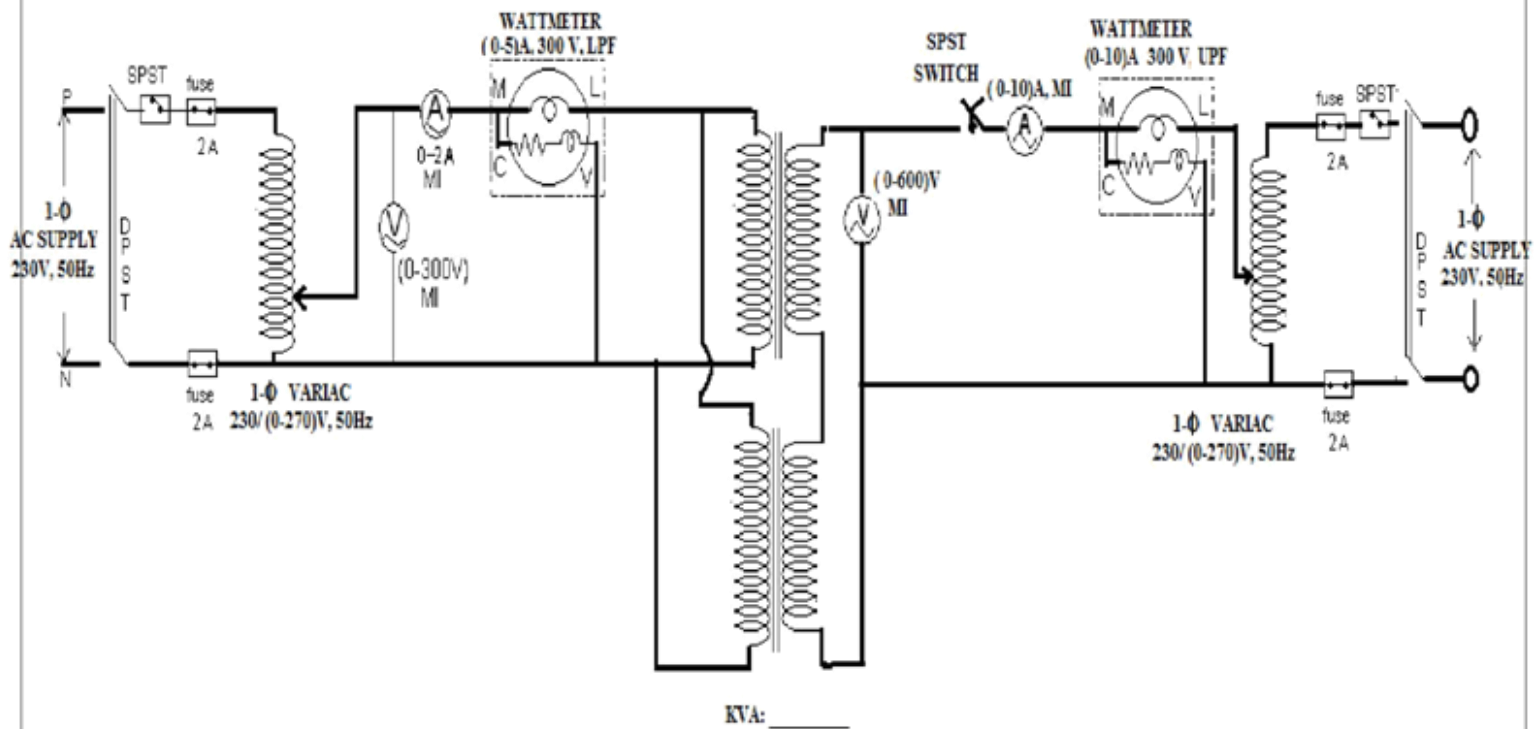 WATTMETER
( 0-5)A, 300 V, LPF
SPST
fuse
P
2A
M
L
A
0-2A
MI
C
V
1-Φ
AC SUPPLY
230V, 50Hz
DPST
V
(0-300V)
MI
N
fuse
2A
1-Φ VARIAC
230/ (0-270)V, 50Hz
SPST
SWITCH
( 0-10)A, MI
A
WATTMETER
(0-10)A 300 V, UPF
M
L
C
V
( 0-600)V
MI
V
fuse
SPST
2A
DPST
1-Φ
AC SUPPLY
230V, 50Hz
1-Φ VARIAC
230/ (0-270)V, 50Hz
fuse
2A
KVA: ________